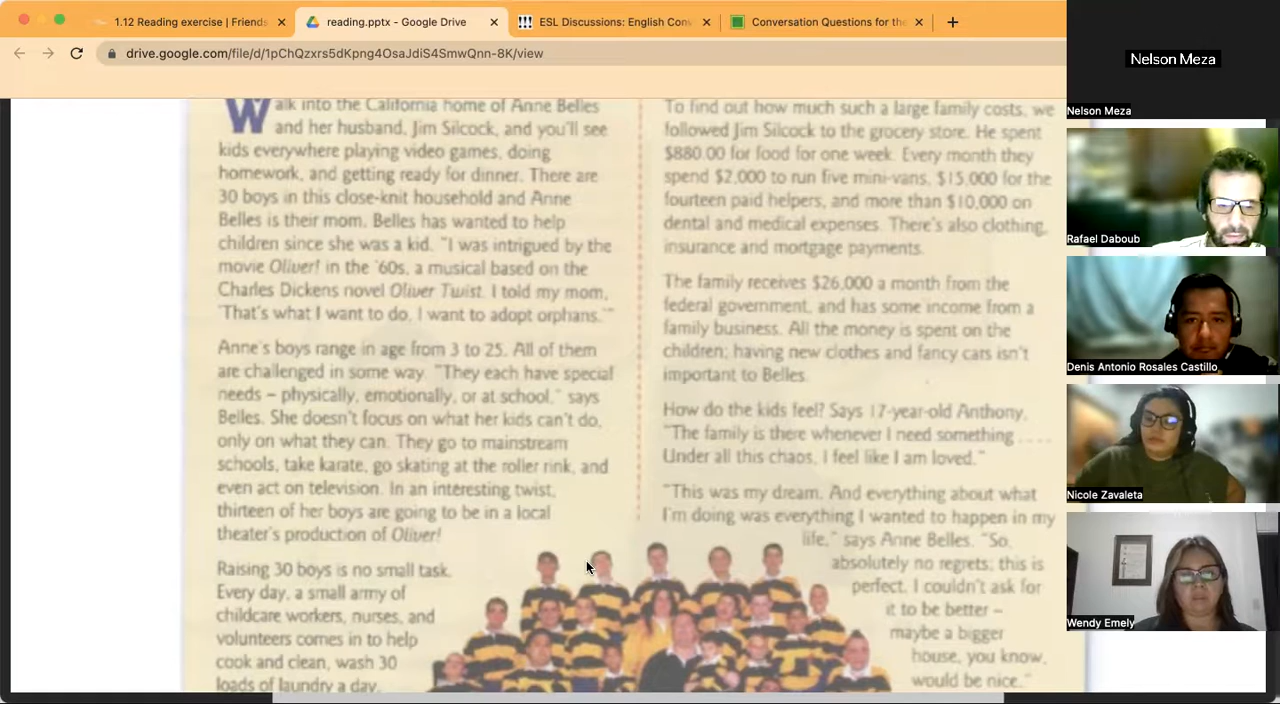 1.12 Reading exercise | Friends
reading.pptx - Google Drive
ESL Discussions: English Con
Conversation Questions for the
drive.google.com/file/d/1pChQzxrs5dKpng4OsaJdiS4SmwQnn-8K/view
Walk into the California home of Anne Belles
and her husband, Jim Silcock, and you'll see
kids everywhere playing video games, doing
homework, and getting ready for dinner. There are
30 boys in this close-knit household and Anne
Belles is their mom. Belles has wanted to help
children since she was a kid. "I was intrigued by the
movie Oliver! in the '60s, a musical based on the
Charles Dickens novel Oliver Twist. I told my mom,
'That's what I want to do, I want to adopt orphans.'"
Anne's boys range in age from 3 to 25. All of them
are challenged in some way. "They each have special
needs – physically, emotionally, or at school," says
Belles. She doesn't focus on what her kids can't do,
only on what they can. They go to mainstream
schools, take karate, go skating at the roller rink, and
even act on television. In an interesting twist,
thirteen of her boys are going to be in a local
theater's production of Oliver!
Raising 30 boys is no small task.
Every day, a small army of
childcare workers, nurses, and
volunteers comes in to help
cook and clean, wash 30
loads of laundry a day,
To find out how much such a large family costs, we
followed Jim Silcock to the grocery store. He spent
$880.00 for food for one week. Every month they
spend $2,000 to run five mini-vans, $15,000 for the
fourteen paid helpers, and more than $10,000 on
dental and medical expenses. There's also clothing,
insurance and mortgage payments.
The family receives $26,000 a month from the
federal government, and has some income from a
family business. All the money is spent on the
children; having new clothes and fancy cars isn't
important to Belles.
How do the kids feel? Says 17-year-old Anthony,
"The family is there whenever I need something ....
Under all this chaos, I feel like I am loved."
"This was my dream. And everything about what
I'm doing was everything I wanted to happen in my
life," says Anne Belles. "So,
absolutely no regrets; this is
perfect. I couldn't ask for
it to be better –
maybe a bigger
house, you know,
would be nice."
Nelson Meza
Nelson Meza
Rafael Daboub
Denis Antonio Rosales Castillo
Nicole Zavaleta
Wendy Emely